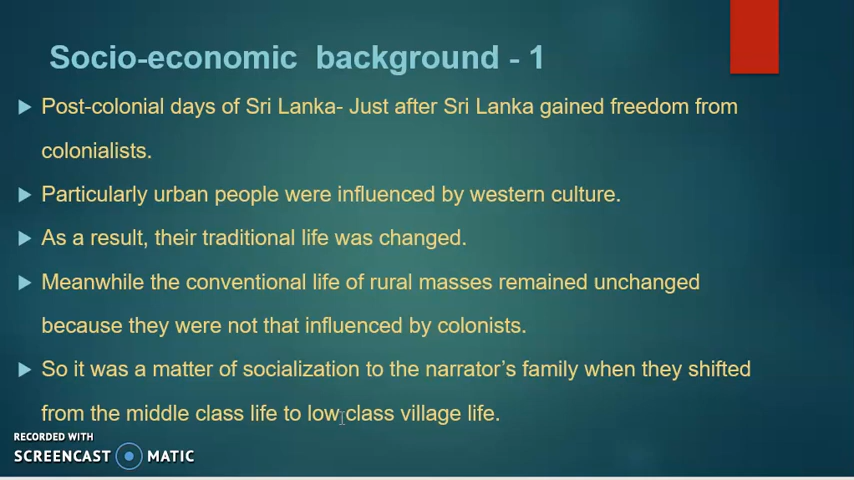 Socio-economic background - 1
Post-colonial days of Sri Lanka- Just after Sri Lanka gained freedom from
colonialists.
Particularly urban people were influenced by western culture.
As a result, their traditional life was changed.
Meanwhile the conventional life of rural masses remained unchanged
because they were not that influenced by colonists.
So it was a matter of socialization to the narrator's family when they shifted
from the middle class life to low class village life.
RECORDED WITH
SCREENCAST MATIC